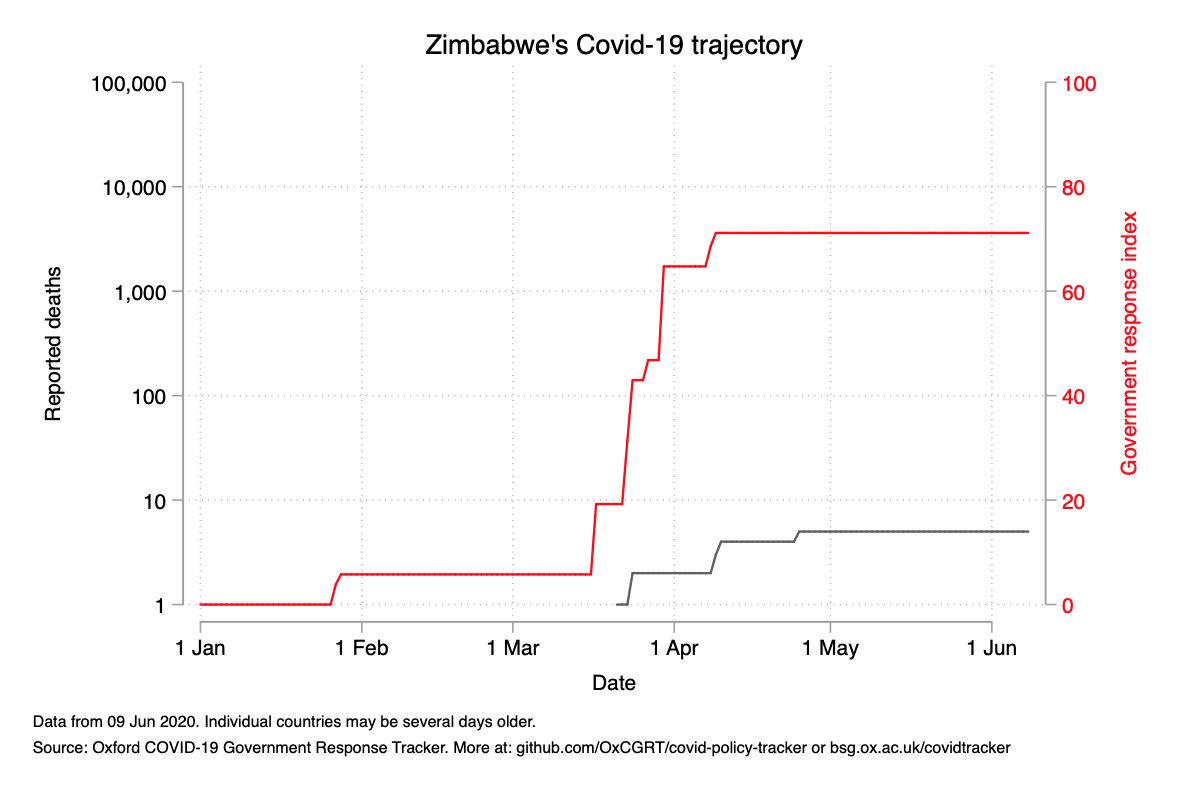 Zimbabwe's Covid-19 trajectory
100,000
10,000
1,000
100
10
1
Reported deaths
100
80
60
40
20
0
Government response index
1 Jan
1 Feb
1 Mar
1 Apr
1 May
1 Jun
Date
Data from 09 Jun 2020. Individual countries may be several days older.
Source: Oxford COVID-19 Government Response Tracker. More at: github.com/OxCGRT/covid-policy-tracker or bsg.ox.ac.uk/covidtracker